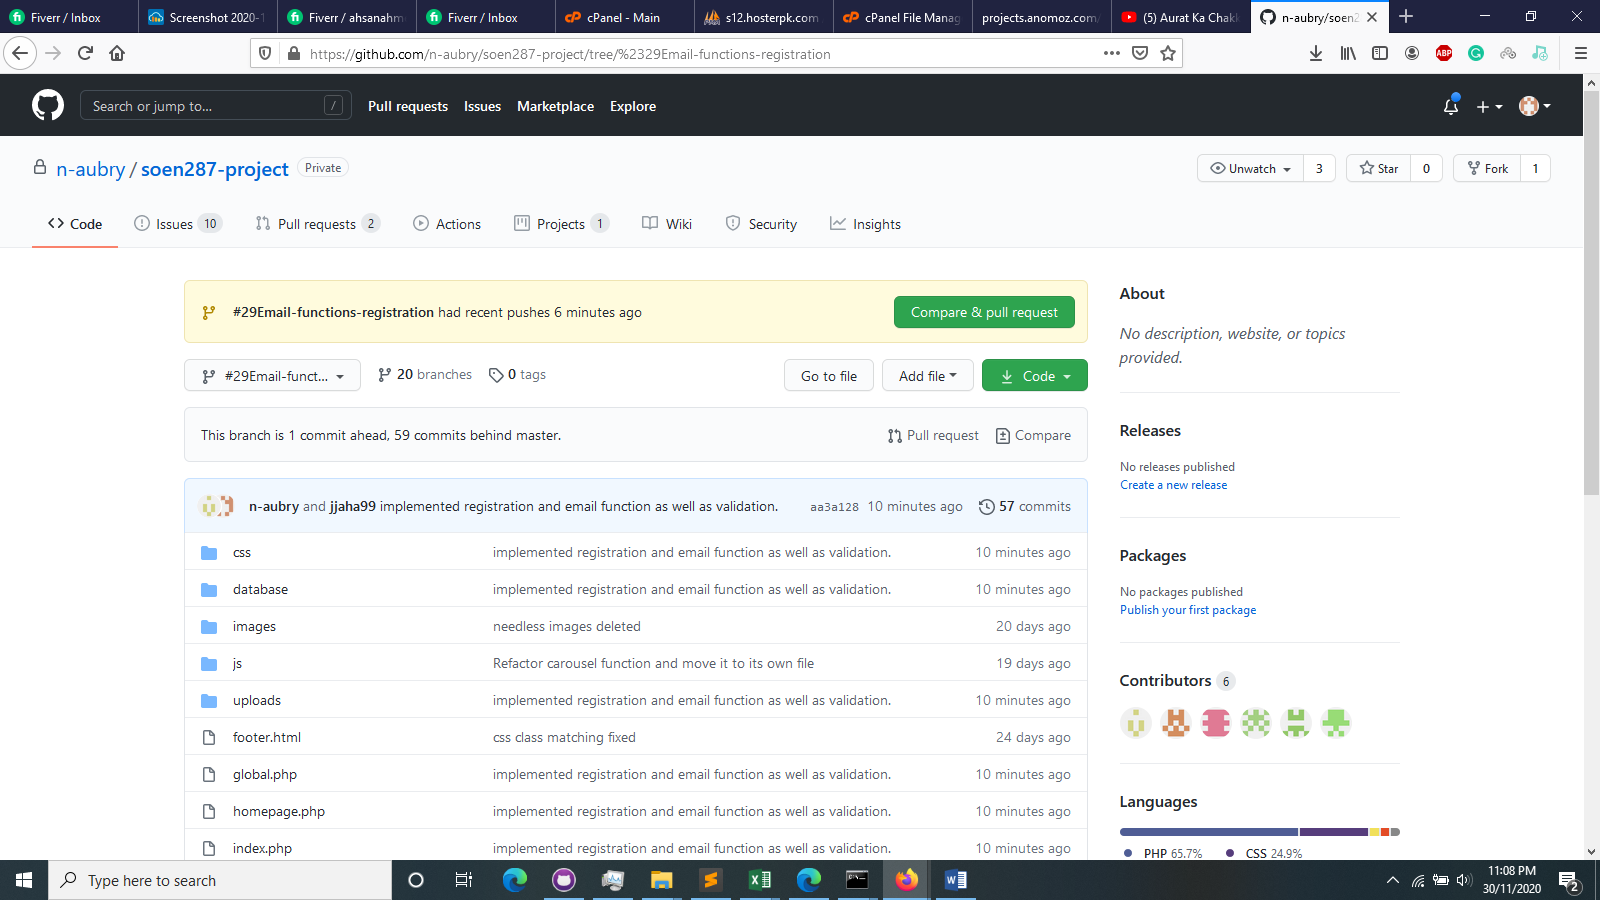 Fiverr / Inbox
Screenshot 2020-1
Fiverr / ahsanahm
Fiverr / Inbox
cPanel - Main
s12.hosterpk.com
cPanel File Manag
projects.anomoz.com/
(5) Aurat Ka Chakk
n-aubry/soen2
https://github.com/n-aubry/soen287-project/tree/%2329Email-functions-registration
ABP
Search or jump to...
/
Pull requests
Issues
Marketplace
Explore
n-aubry / soen287-project
Private
Unwatch
3
Star
0
Fork
1
Code
Issues 10
Pull requests 2
Actions
Projects 1
Wiki
Security
Insights
#29Email-functions-registration had recent pushes 6 minutes ago
Compare & pull request
#29Email-funct...
20 branches
0 tags
Go to file
Add file
Code
This branch is 1 commit ahead, 59 commits behind master.
Pull request
Compare
n-aubry and jjaha99 implemented registration and email function as well as validation.
aa3a128 10 minutes ago
57 commits
css implemented registration and email function as well as validation. 10 minutes ago
database implemented registration and email function as well as validation. 10 minutes ago
images needless images deleted 20 days ago
js Refactor carousel function and move it to its own file 19 days ago
uploads implemented registration and email function as well as validation. 10 minutes ago
footer.html css class matching fixed 24 days ago
global.php implemented registration and email function as well as validation. 10 minutes ago
homepage.php implemented registration and email function as well as validation. 10 minutes ago
index.php implemented registration and email function as well as validation. 10 minutes ago
About
No description, website, or topics
provided.
Releases
No releases published
Create a new release
Packages
No packages published
Publish your first package
Contributors 6
Languages
PHP 65.7%
CSS 24.9%
Type here to search
11:08 PM
30/11/2020
2